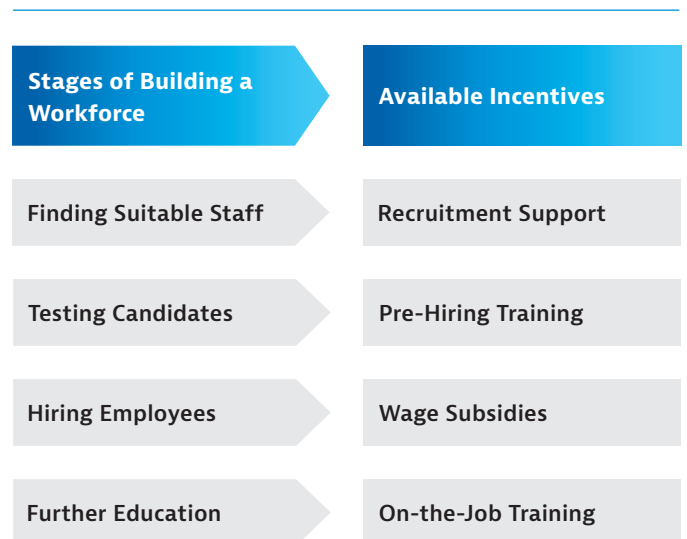 Stages of Building a
Workforce
Available Incentives
Finding Suitable Staff
Recruitment Support
Testing Candidates
Pre-Hiring Training
Hiring Employees
Wage Subsidies
Further Education
On-the-Job Training